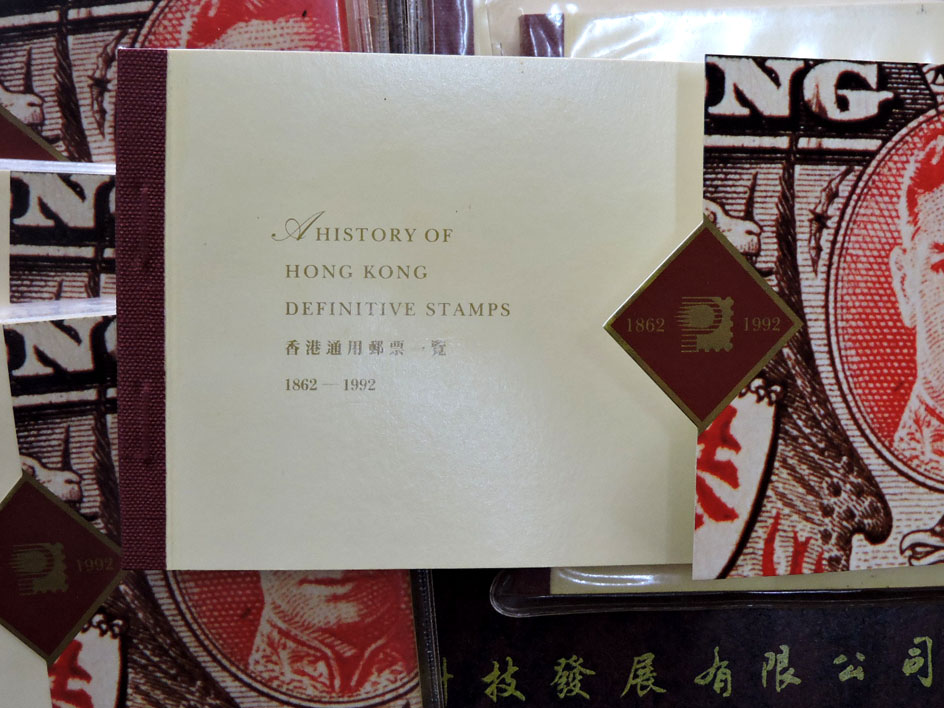 A HISTORY OF
HONG KONG
DEFINITIVE STAMPS
香港通用郵票一覽
1862 — 1992
1862 1992
NG
1992
技發展有限公司